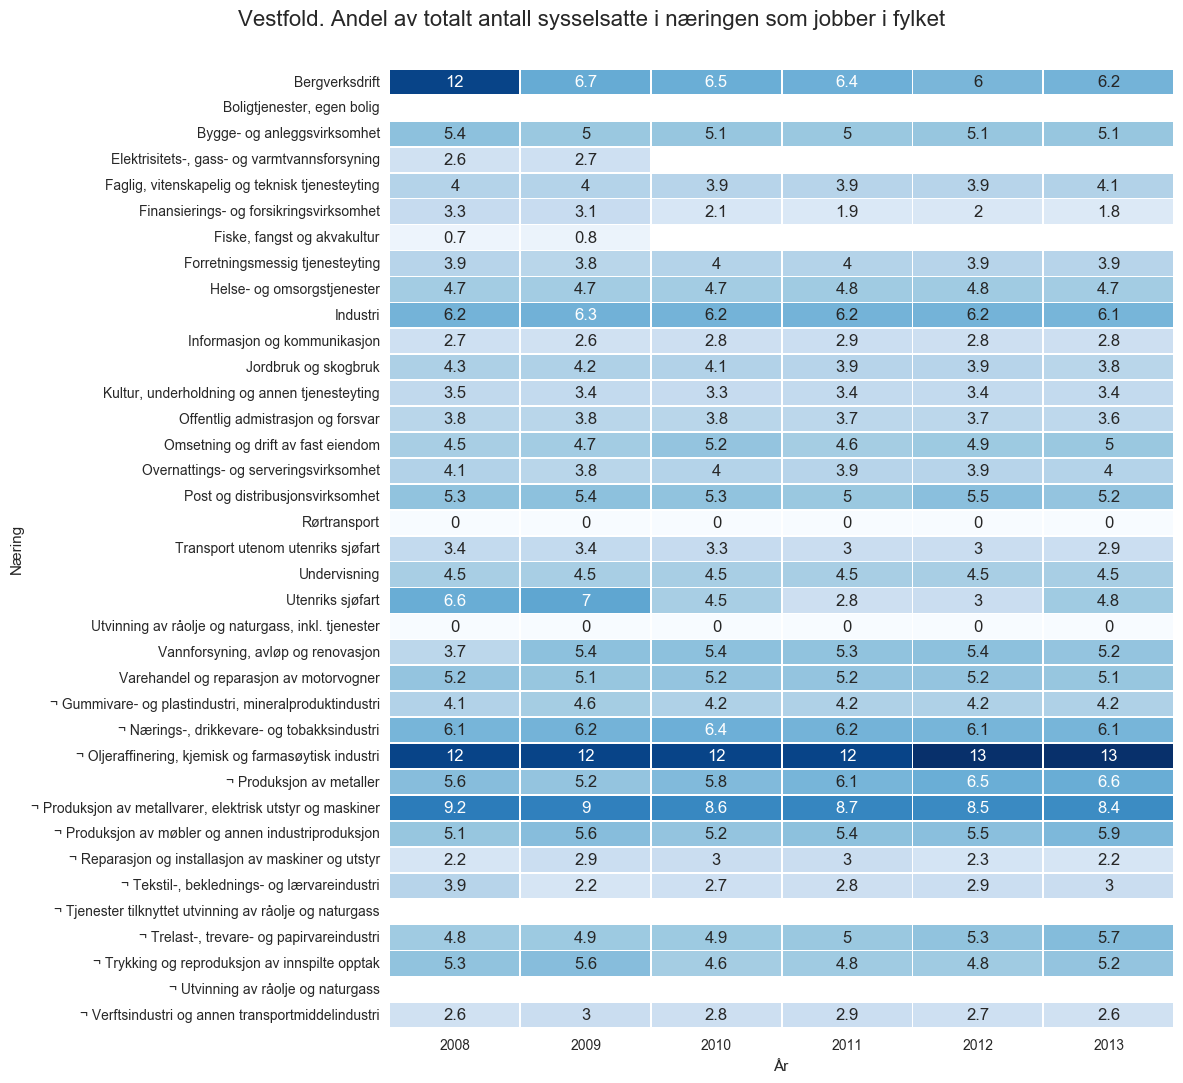 Vestfold. Andel av totalt antall sysselsatte i næringen som jobber i fylket
Bergverksdrift 12 6.7 6.5 6.4 6 6.2
Boligtjenester, egen bolig
Bygge- og anleggsvirksomhet 5.4 5 5.1 5 5.1 5.1
Elektrisitets-, gass- og varmtvannsforsyning 2.6 2.7
Faglig, vitenskapelig og teknisk tjenesteyting 4 4 3.9 3.9 3.9 4.1
Finansierings- og forsikringsvirksomhet 3.3 3.1 2.1 1.9 2 1.8
Fiske, fangst og akvakultur 0.7 0.8
Forretningsmessig tjenesteyting 3.9 3.8 4 4 3.9 3.9
Helse- og omsorgstjenester 4.7 4.7 4.7 4.8 4.8 4.7
Industri 6.2 6.3 6.2 6.2 6.2 6.1
Informasjon og kommunikasjon 2.7 2.6 2.8 2.9 2.8 2.8
Jordbruk og skogbruk 4.3 4.2 4.1 3.9 3.9 3.8
Kultur, underholdning og annen tjenesteyting 3.5 3.4 3.3 3.4 3.4 3.4
Offentlig admistrasjon og forsvar 3.8 3.8 3.8 3.7 3.7 3.6
Omsetning og drift av fast eiendom 4.5 4.7 5.2 4.6 4.9 5
Overnattings- og serveringsvirksomhet 4.1 3.8 4 3.9 3.9 4
Post og distribusjonsvirksomhet 5.3 5.4 5.3 5 5.5 5.2
Rørtransport 0 0 0 0 0 0
Transport utenom utenriks sjøfart 3.4 3.4 3.3 3 3 2.9
Undervisning 4.5 4.5 4.5 4.5 4.5 4.5
Utenriks sjøfart 6.6 7 4.5 2.8 3 4.8
Utvinning av råolje og naturgass, inkl. tjenester 0 0 0 0 0 0
Vannforsyning, avløp og renovasjon 3.7 5.4 5.4 5.3 5.4 5.2
Varehandel og reparasjon av motorvogner 5.2 5.1 5.2 5.2 5.2 5.1
¬ Gummivare- og plastindustri, mineralproduktindustri 4.1 4.6 4.2 4.2 4.2 4.2
¬ Nærings-, drikkevare- og tobakksindustri 6.1 6.2 6.4 6.2 6.1 6.1
¬ Oljeraffinering, kjemisk og farmasøytisk industri 12 12 12 12 13 13
¬ Produksjon av metaller 5.6 5.2 5.8 6.1 6.5 6.6
¬ Produksjon av metallvarer, elektrisk utstyr og maskiner 9.2 9 8.6 8.7 8.5 8.4
¬ Produksjon av møbler og annen industriproduksjon 5.1 5.6 5.2 5.4 5.5 5.9
¬ Reparasjon og installasjon av maskiner og utstyr 2.2 2.9 3 3 2.3 2.2
¬ Tekstil-, beklednings- og lærvareindustri 3.9 2.2 2.7 2.8 2.9 3
¬ Tjenester tilknyttet utvinning av råolje og naturgass
¬ Trelast-, trevare- og papirvareindustri 4.8 4.9 4.9 5 5.3 5.7
¬ Trykking og reproduksjon av innspilte opptak 5.3 5.6 4.6 4.8 4.8 5.2
¬ Utvinning av råolje og naturgass
¬ Verftsindustri og annen transportmiddelindustri 2.6 3 2.8 2.9 2.7 2.6
2008 2009 2010 2011 2012 2013
År
Næring